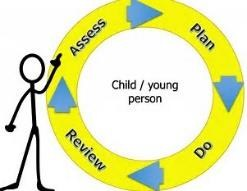 Assess
Plan
Child / young
person
Do
Review